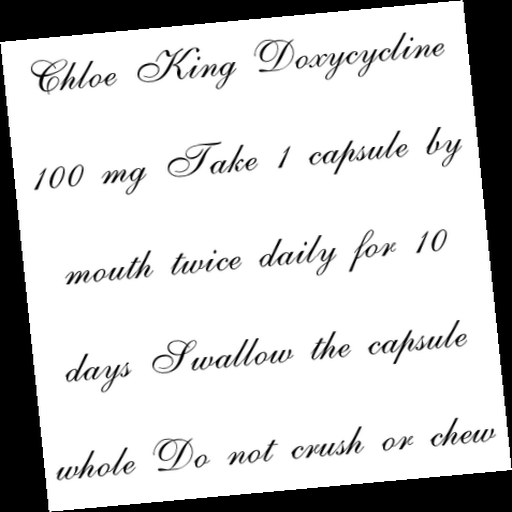 Chloe King Doxycycline
100 mg Take 1 capsule by
mouth twice daily for 10
days Swallow the capsule
whole Do not crush or chew